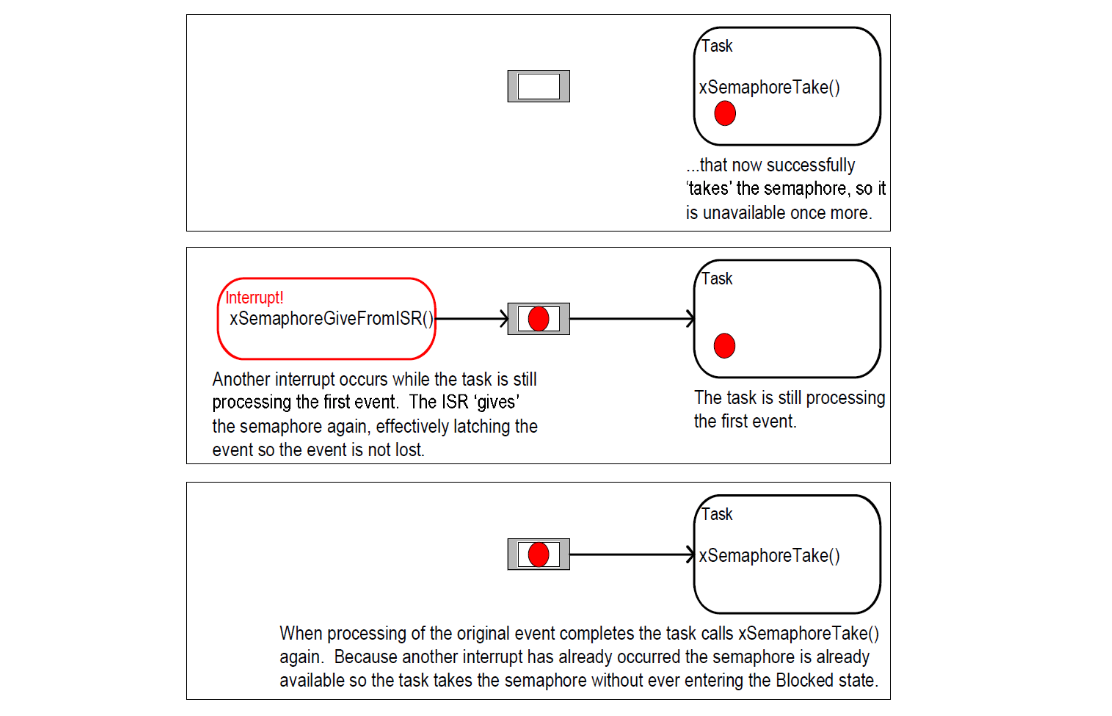 Task
xSemaphoreTake()
...that now successfully
'takes' the semaphore, so it
is unavailable once more.
Interrupt!
xSemaphoreGiveFromISR()
Another interrupt occurs while the task is still
processing the first event.  The ISR 'gives'
the semaphore again, effectively latching the
event so the event is not lost.
Task
The task is still processing
the first event.
Task
xSemaphoreTake()
When processing of the original event completes the task calls xSemaphoreTake()
again.  Because another interrupt has already occurred the semaphore is already
available so the task takes the semaphore without ever entering the Blocked state.